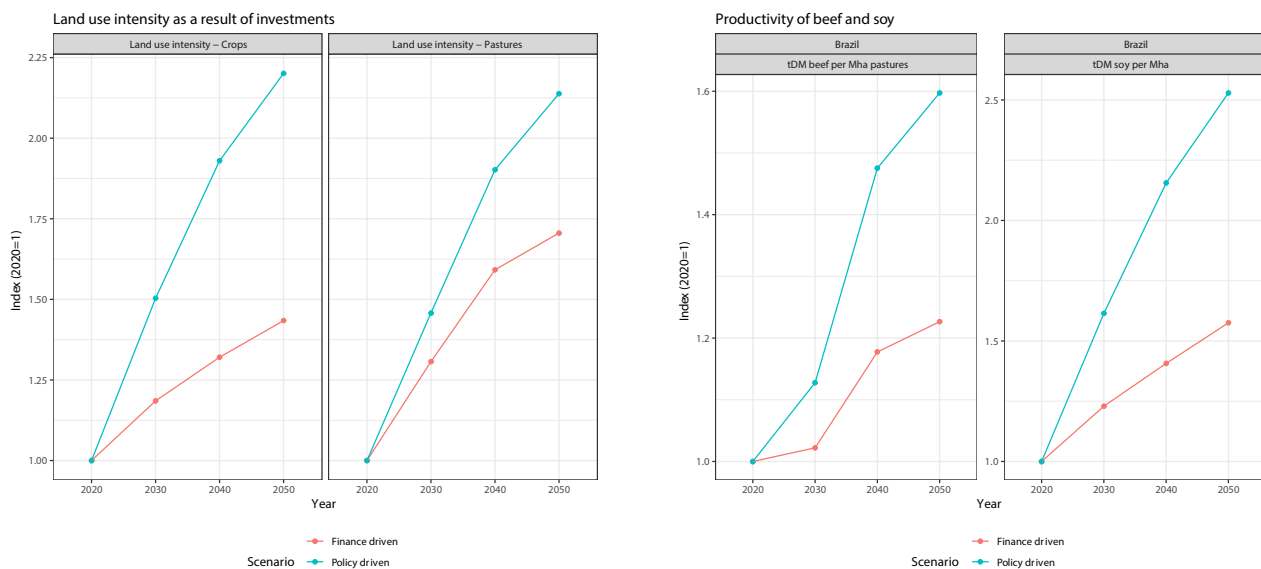 Land use intensity as a result of investments
Land use intensity – Crops
Land use intensity – Pastures
2.25
2.00
1.75
1.50
1.25
1.00
Index (2020=1)
2020 2030 2040 2050
2020 2030 2040 2050
Year
Scenario
Finance driven
Policy driven
Productivity of beef and soy
Brazil
tDM beef per Mha pastures
Brazil
tDM soy per Mha
1.6
1.4
1.2
1.0
2.5
2.0
1.5
1.0
Index (2020=1)
2020 2030 2040 2050
2020 2030 2040 2050
Year
Scenario
Finance driven
Policy driven